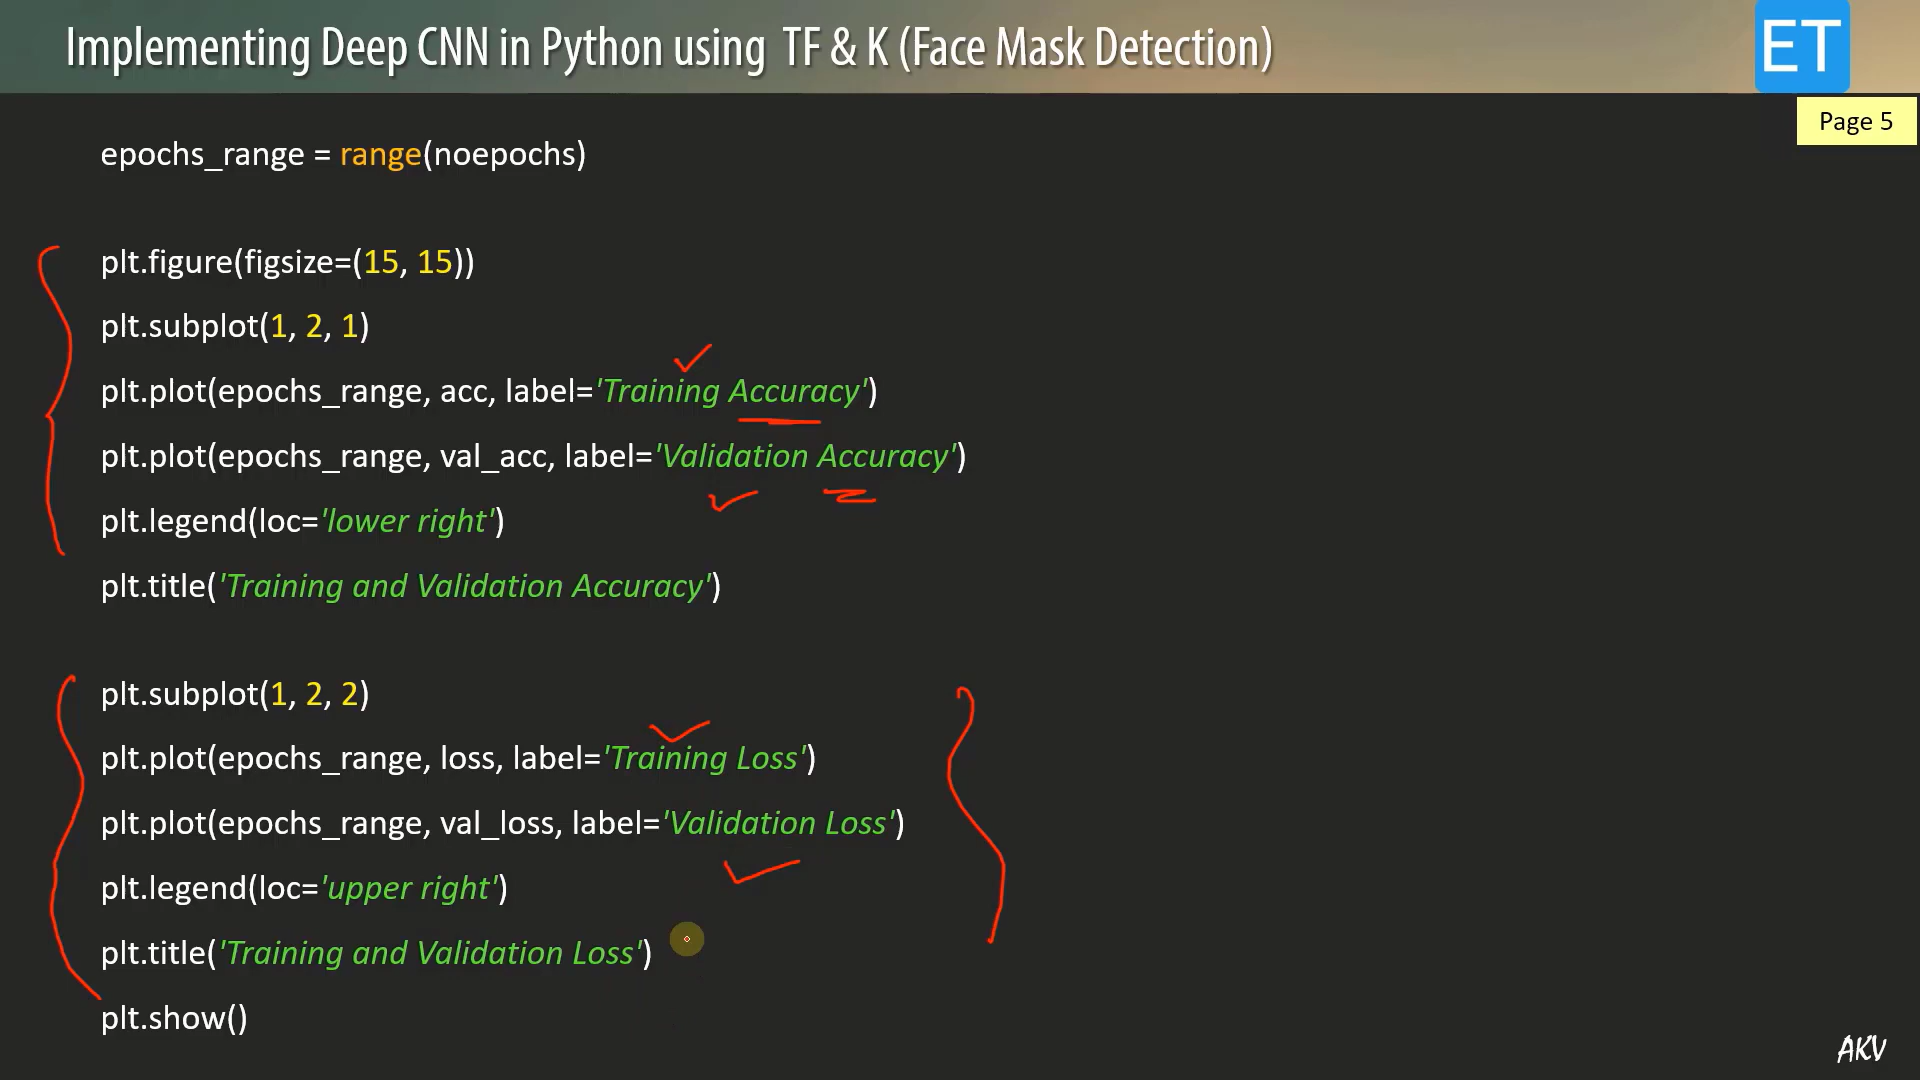 Implementing Deep CNN in Python using TF & K (Face Mask Detection)
ET
Page 5
epochs_range = range(noepochs)
plt.figure(figsize=(15, 15))
plt.subplot(1, 2, 1)
plt.plot(epochs_range, acc, label='Training Accuracy')
plt.plot(epochs_range, val_acc, label='Validation Accuracy')
plt.legend(loc='lower right')
plt.title('Training and Validation Accuracy')
plt.subplot(1, 2, 2)
plt.plot(epochs_range, loss, label='Training Loss')
plt.plot(epochs_range, val_loss, label='Validation Loss')
plt.legend(loc='upper right')
plt.title('Training and Validation Loss')
plt.show()
AKV